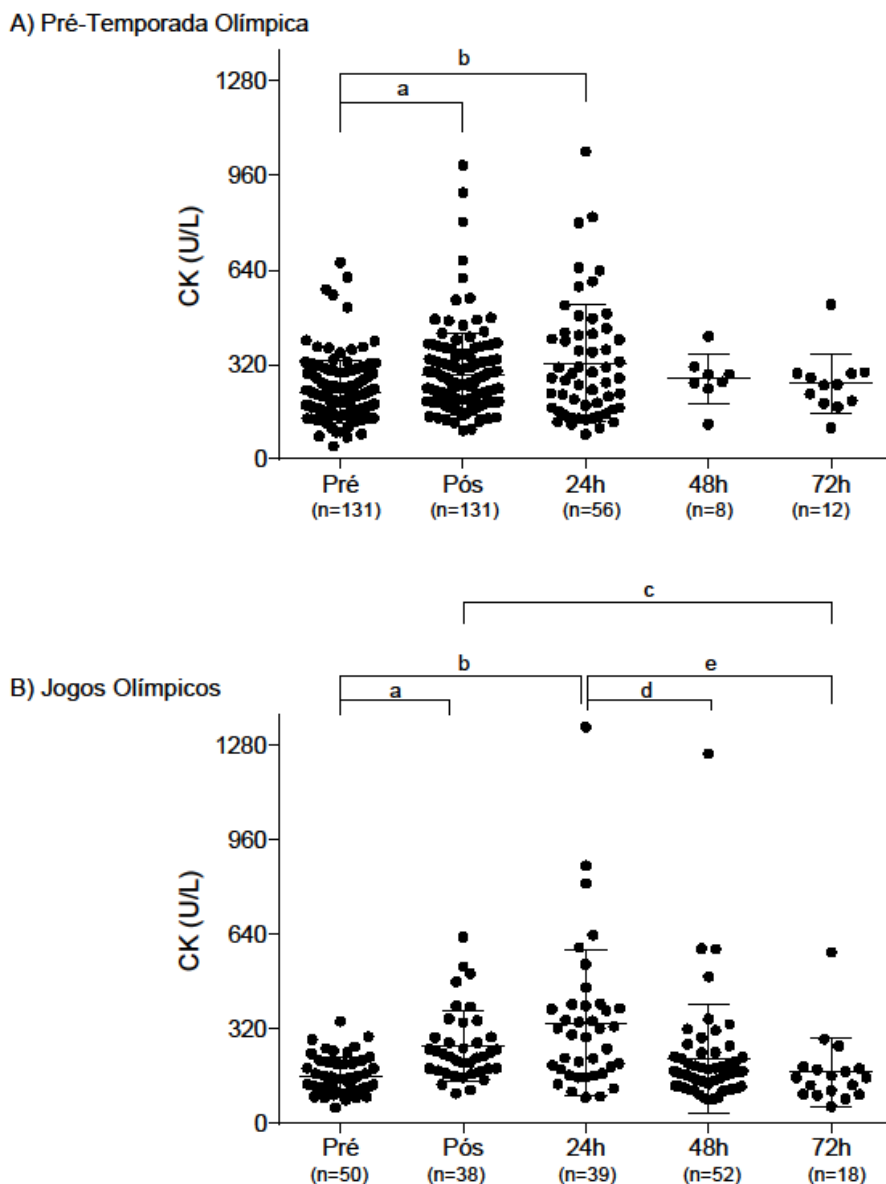 A) Pré-Temporada Olímpica
b
a
1280
960
640
320
0
CK (U/L)
Pré Pós 24h 48h 72h
(n=131) (n=131) (n=56) (n=8) (n=12)
c
B) Jogos Olímpicos
b e
a d
1280
960
640
320
0
CK (U/L)
Pré Pós 24h 48h 72h
(n=50) (n=38) (n=39) (n=52) (n=18)